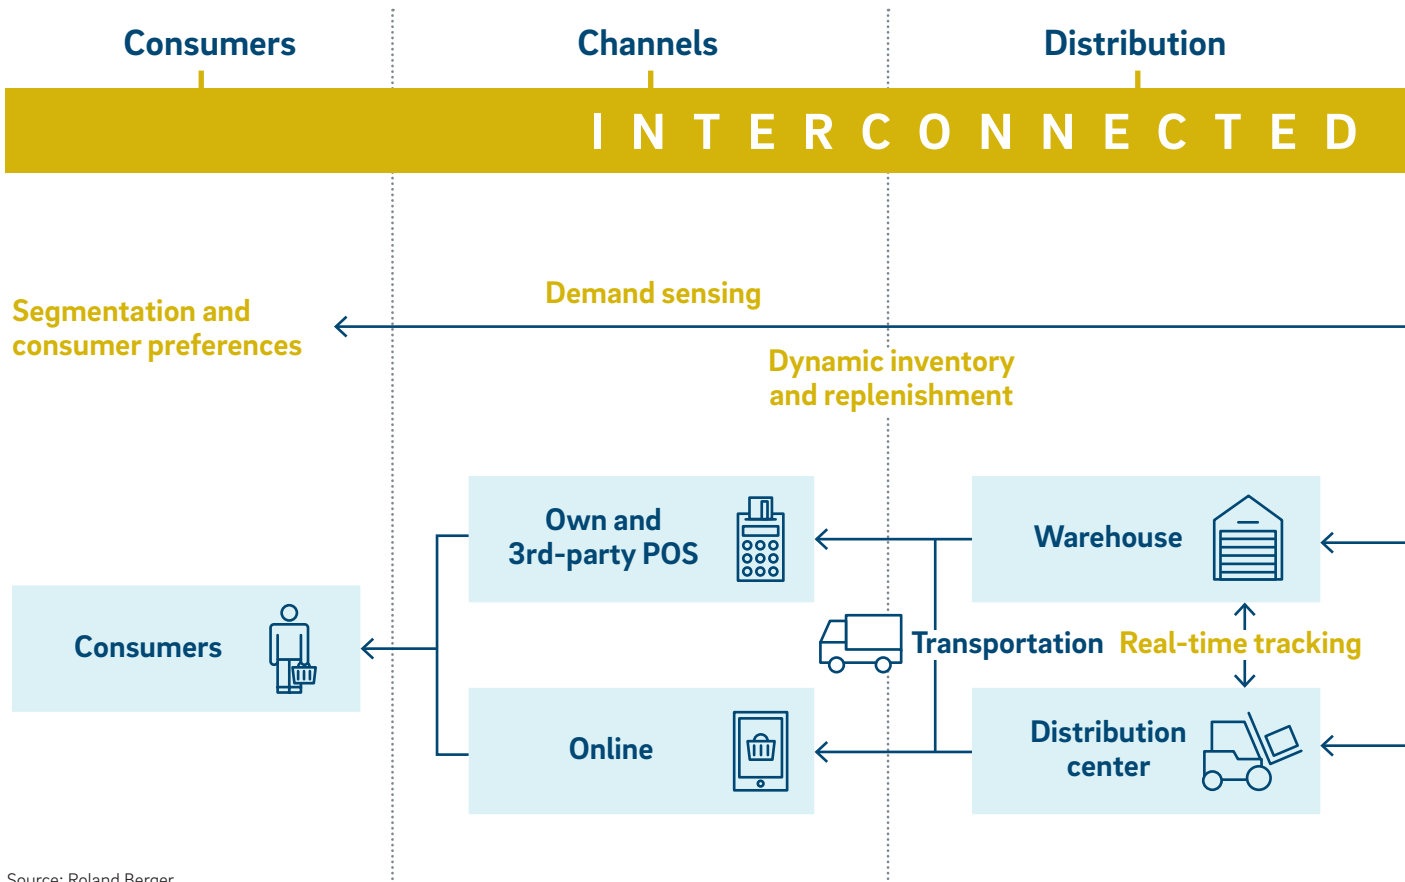 Consumers
Channels
Distribution
INTERCONNECTED
Segmentation and
consumer preferences
Demand sensing
Dynamic inventory
and replenishment
Own and
3rd-party POS
Warehouse
Consumers
Transportation
Real-time tracking
Online
Distribution
center
Source: Roland Berger